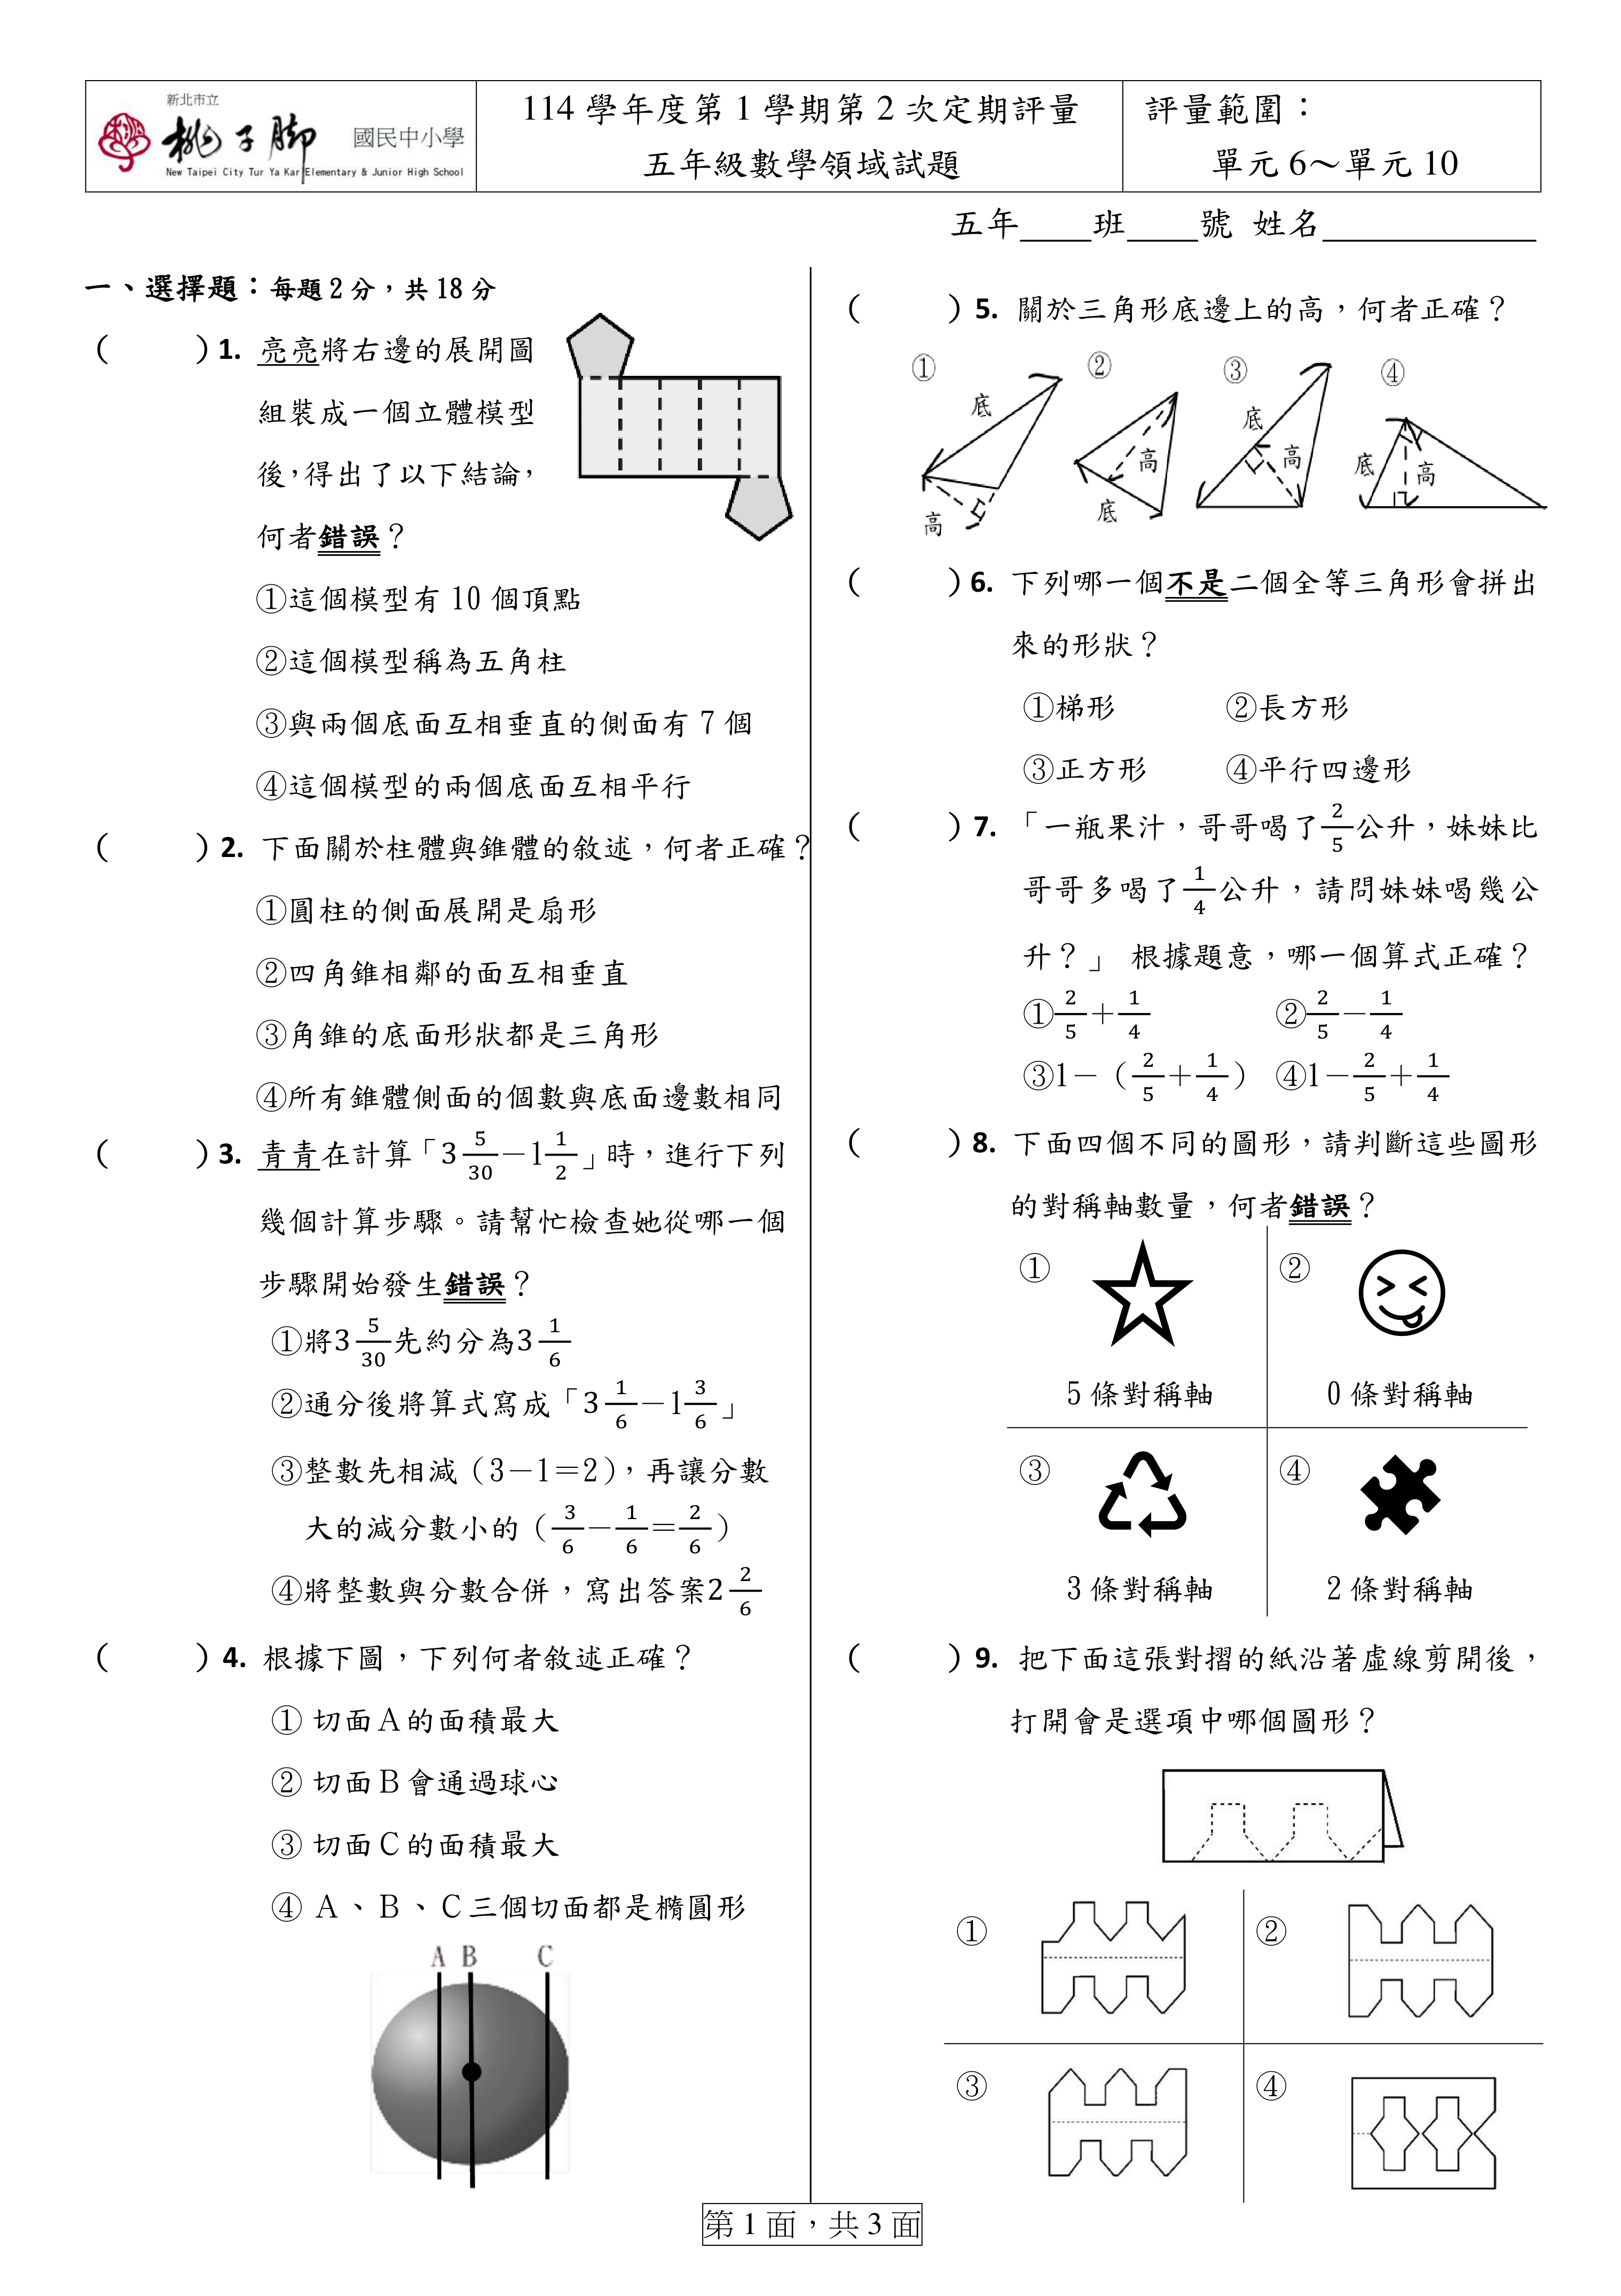 新北市立
桃子腳 國民中小學
New Taipei City Tur Ya Kar Elementary & Junior High School
114 學年度第 1 學期第 2 次定期評量
五年級數學領域試題
評量範圍：
單元 6～單元 10
五年____班____號 姓名____________
一、選擇題：每題 2 分，共 18 分
（　　）1. 亮亮將右邊的展開圖
組裝成一個立體模型
後，得出了以下結論，
何者錯誤？
①這個模型有 10 個頂點
②這個模型稱為五角柱
③與兩個底面互相垂直的側面有 7 個
④這個模型的兩個底面互相平行
（　　）2. 下面關於柱體與錐體的敘述，何者正確？
①圓柱的側面展開是扇形
②四角錐相鄰的面互相垂直
③角錐的底面形狀都是三角形
④所有錐體側面的個數與底面邊數相同
（　　）3. 青青在計算「3 5/30－1 1/2」時，進行下列
幾個計算步驟。請幫忙檢查她從哪一個
步驟開始發生錯誤？
①將3 5/30先約分為3 1/6
②通分後將算式寫成「3 1/6－1 3/6」
③整數先相減（3－1＝2），再讓分數
大的減分數小的（3/6－1/6＝2/6）
④將整數與分數合併，寫出答案2 2/6
（　　）4. 根據下圖，下列何者敘述正確？
① 切面Ａ的面積最大
② 切面Ｂ會通過球心
③ 切面Ｃ的面積最大
④ Ａ、Ｂ、Ｃ三個切面都是橢圓形
A B C
（　　）5. 關於三角形底邊上的高，何者正確？
① ② ③ ④
底 高 底 高 底 高 底 高
（　　）6. 下列哪一個不是二個全等三角形會拼出
來的形狀？
①梯形 ②長方形
③正方形 ④平行四邊形
（　　）7. 「一瓶果汁，哥哥喝了2/5公升，妹妹比
哥哥多喝了1/4公升，請問妹妹喝幾公
升？」 根據題意，哪一個算式正確？
①2/5＋1/4 ②2/5－1/4
③1－（2/5＋1/4） ④1－2/5＋1/4
（　　）8. 下面四個不同的圖形，請判斷這些圖形
的對稱軸數量，何者錯誤？
① ②
5 條對稱軸 0 條對稱軸
③ ④
3 條對稱軸 2 條對稱軸
（　　）9. 把下面這張對摺的紙沿著虛線剪開後，
打開會是選項中哪個圖形？
① ②
③ ④
第 1 面，共 3 面